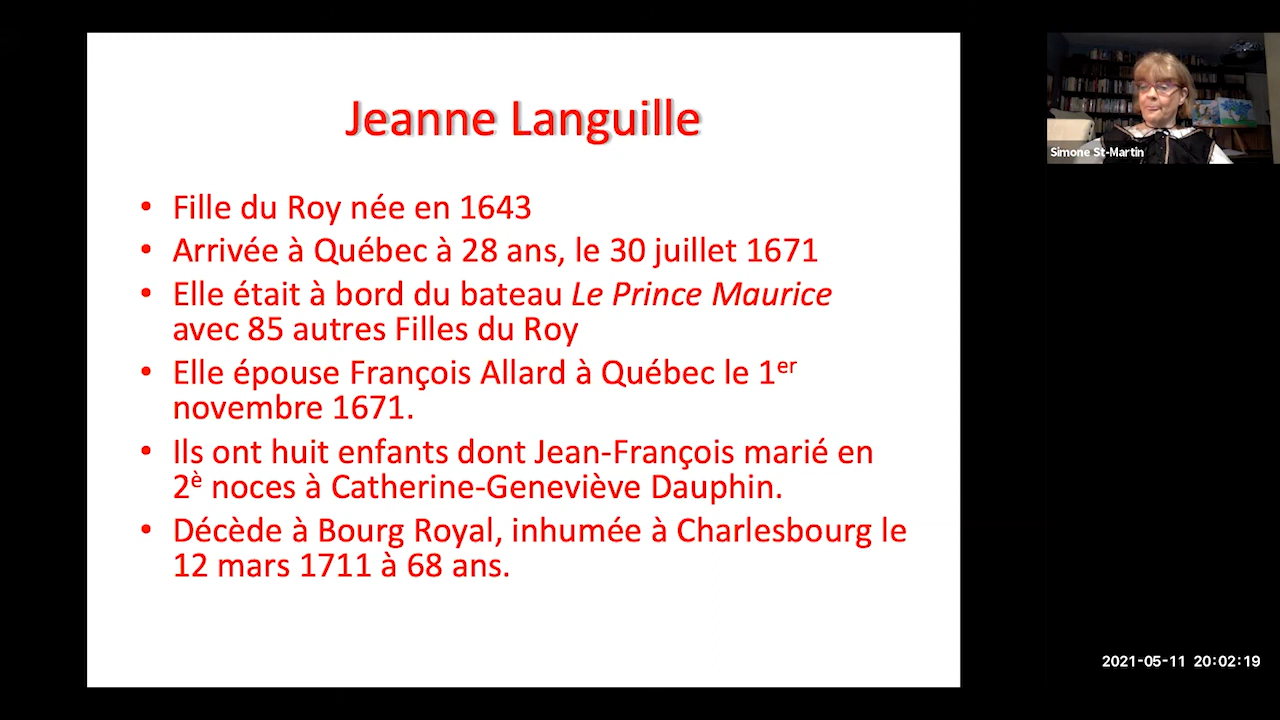 Jeanne Languille
• Fille du Roy née en 1643
• Arrivée à Québec à 28 ans, le 30 juillet 1671
• Elle était à bord du bateau Le Prince Maurice
avec 85 autres Filles du Roy
• Elle épouse François Allard à Québec le 1er
novembre 1671.
• Ils ont huit enfants dont Jean-François marié en
2è noces à Catherine-Geneviève Dauphin.
• Décède à Bourg Royal, inhumée à Charlesbourg le
12 mars 1711 à 68 ans.
Simone St-Martin
2021-05-11 20:02:19